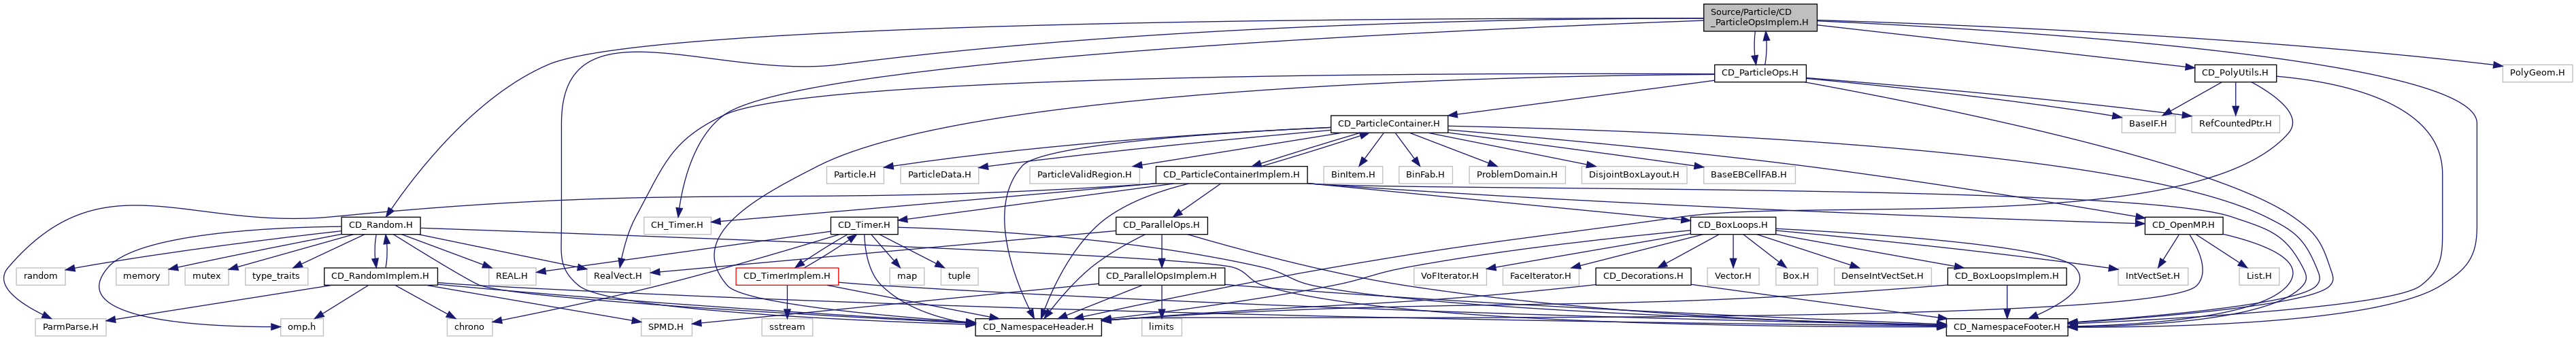 Source/Particle/CD
_ParticleOpsImplem.H
CD_ParticleOps.H
CD_PolyUtils.H
PolyGeom.H
CD_ParticleContainer.H
BaseIF.H
RefCountedPtr.H
Particle.H
ParticleData.H
ParticleValidRegion.H
CD_ParticleContainerImplem.H
BinItem.H
BinFab.H
ProblemDomain.H
DisjointBoxLayout.H
BaseEBCellFAB.H
CD_Random.H
CH_Timer.H
CD_Timer.H
CD_ParallelOps.H
CD_BoxLoops.H
CD_OpenMP.H
random
memory
mutex
type_traits
CD_RandomImplem.H
REAL.H
RealVect.H
CD_TimerImplem.H
map
tuple
CD_ParallelOpsImplem.H
VoFIterator.H
FaceIterator.H
CD_Decorations.H
Vector.H
Box.H
DenseIntVectSet.H
CD_BoxLoopsImplem.H
IntVectSet.H
List.H
ParmParse.H
omp.h
chrono
SPMD.H
sstream
CD_NamespaceHeader.H
limits
CD_NamespaceFooter.H